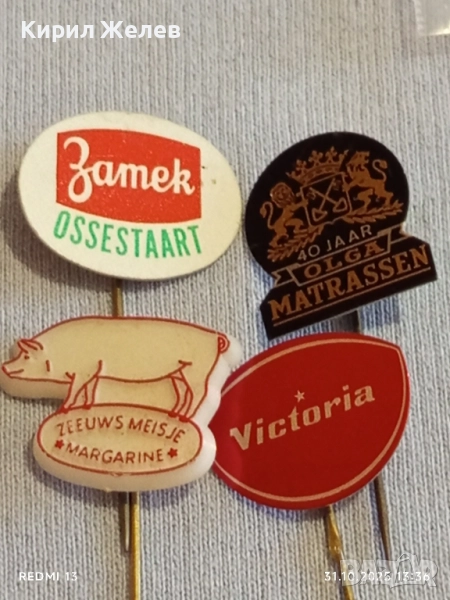 Кирил Желев
Zamek
OSSESTAART
40 JAAR
OLGA
MATRASSEN
ZEEUWS MEISJE
MARGARINE
Victoria
REDMI 13
31.10.2025 13:36